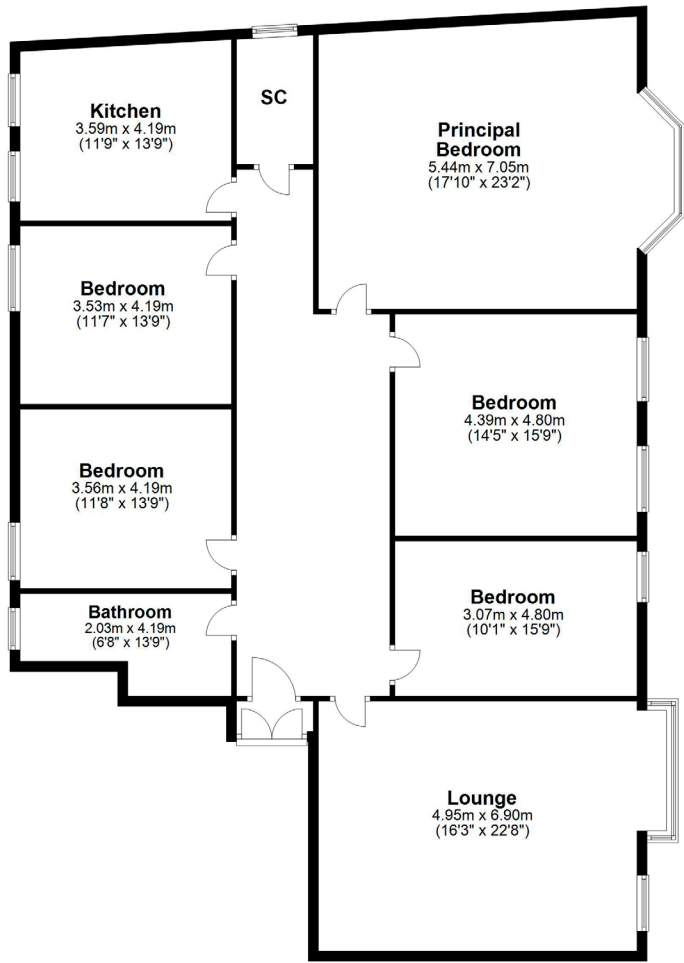 Kitchen
3.59m x 4.19m
(11'9" x 13'9")
SC
Principal
Bedroom
5.44m x 7.05m
(17'10" x 23'2")
Bedroom
3.53m x 4.19m
(11'7" x 13'9")
Bedroom
4.39m x 4.80m
(14'5" x 15'9")
Bedroom
3.56m x 4.19m
(11'8" x 13'9")
Bedroom
3.07m x 4.80m
(10'1" x 15'9")
Bathroom
2.03m x 4.19m
(6'8" x 13'9")
Lounge
4.95m x 6.90m
(16'3" x 22'8")